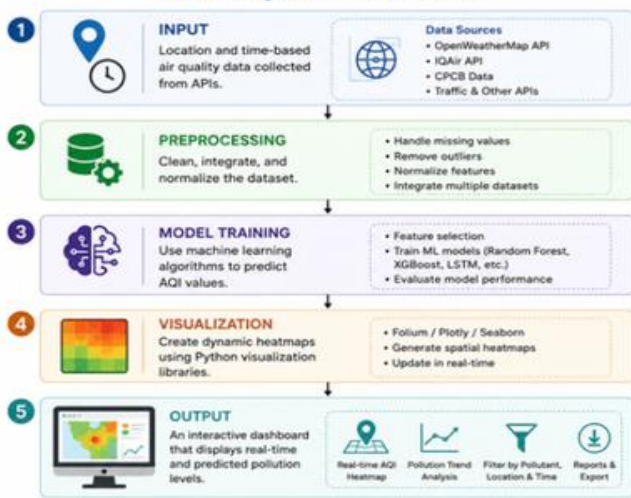 1
INPUT
Location and time-based
air quality data collected
from APIs.
Data Sources
• OpenWeatherMap API
• IQAir API
• CPCB Data
• Traffic & Other APIs
2
PREPROCESSING
Clean, integrate, and
normalize the dataset.
• Handle missing values
• Remove outliers
• Normalize features
• Integrate multiple datasets
3
MODEL TRAINING
Use machine learning
algorithms to predict
AQI values.
• Feature selection
• Train ML models (Random Forest,
XGBoost, LSTM, etc.)
• Evaluate model performance
4
VISUALIZATION
Create dynamic heatmaps
using Python visualization
libraries.
• Folium / Plotly / Seaborn
• Generate spatial heatmaps
• Update in real-time
5
OUTPUT
An interactive dashboard
that displays real-time
and predicted pollution
levels.
Real-time AQI
Heatmap
Pollution Trend
Analysis
Filter by Pollutant,
Location & Time
Reports &
Export